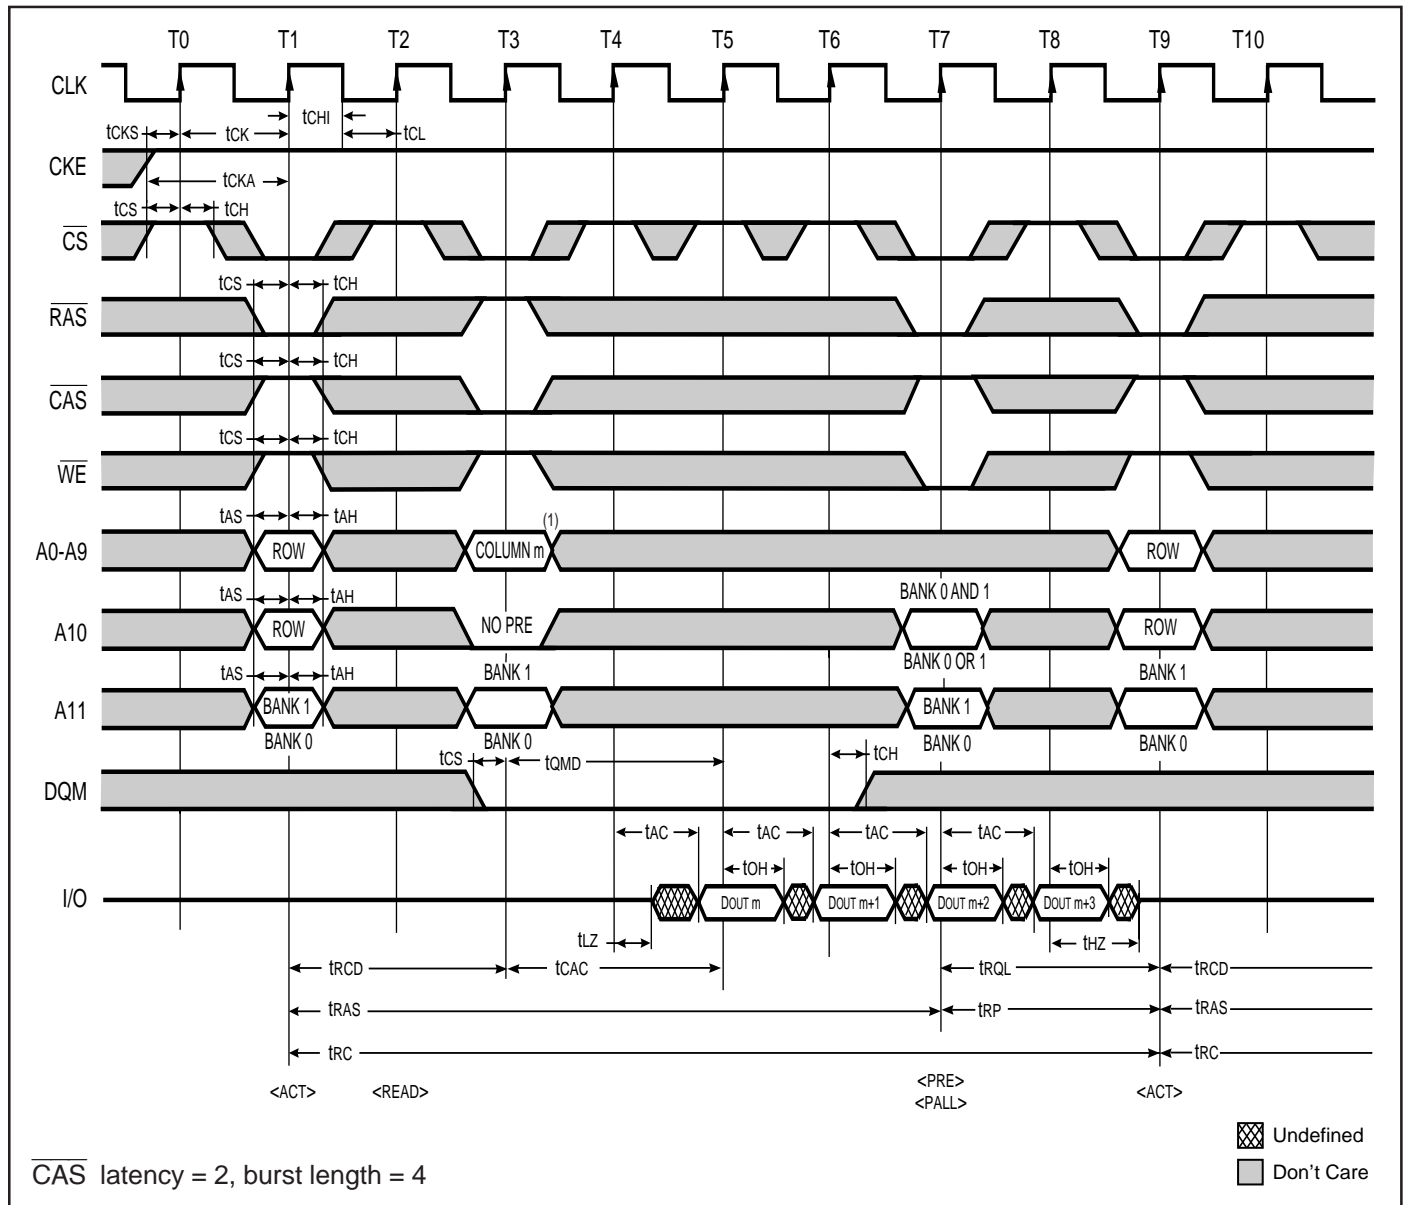 T0 T1 T2 T3 T4 T5 T6 T7 T8 T9 T10
CLK
tCHI
tCKS tCK tCL
CKE
tCKA
tCS tCH
CS
tCS tCH
RAS
tCS tCH
CAS
tCS tCH
WE
tAS tAH (1)
A0-A9 ROW COLUMN m ROW
tAS tAH BANK 0 AND 1
A10 ROW NO PRE ROW
BANK 0 OR 1
tAS tAH BANK 1 BANK 1
A11 BANK 1 BANK 1
BANK 0 BANK 0 BANK 0 BANK 0
tCS tQMD tCH
DQM
tAC tAC tAC tAC
tOH tOH tOH tOH
I/O DOUT m DOUT m+1 DOUT m+2 DOUT m+3
tLZ tHZ
tRCD tCAC tRQL tRCD
tRAS tRP tRAS
tRC tRC
<ACT> <READ> <PRE> <ACT>
<PALL>
Undefined
Don't Care
CAS latency = 2, burst length = 4